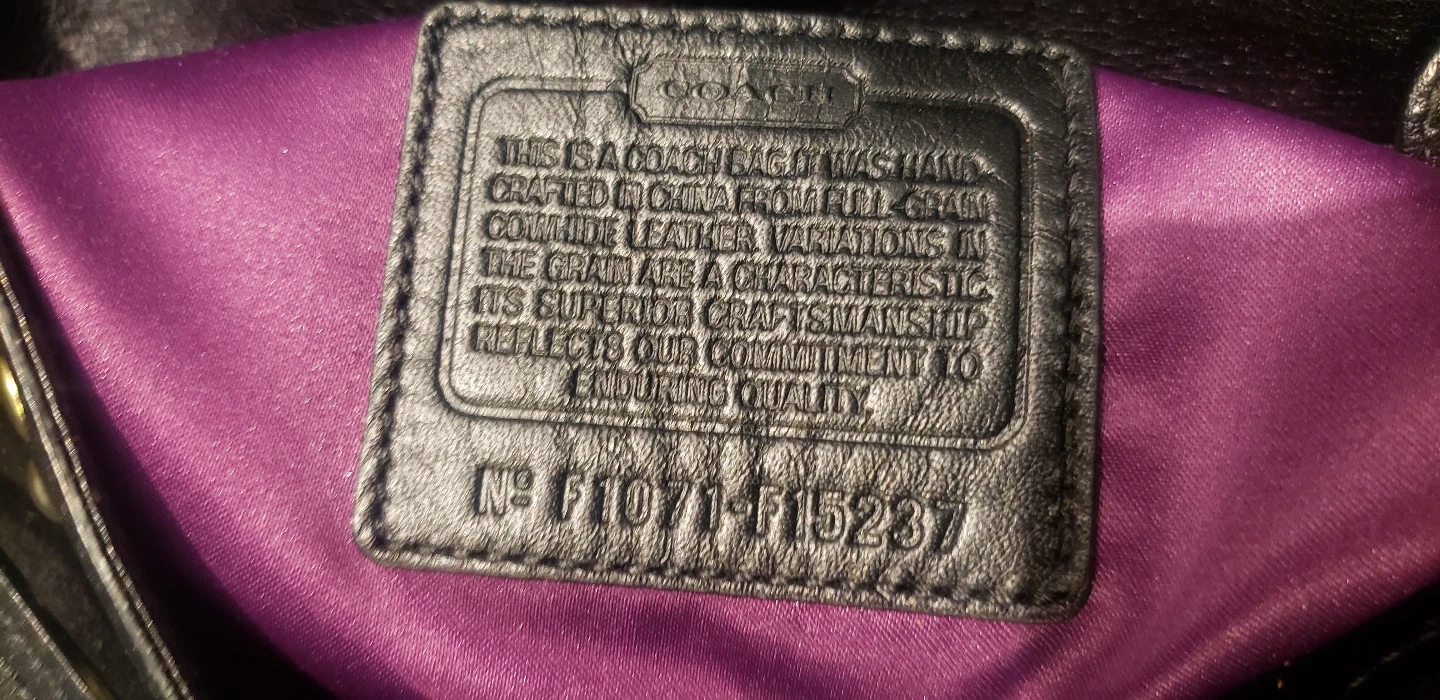 COACH
THIS IS A COACH BAG.IT WAS HAND-
CRAFTED IN CHINA FROM FULL-GRAIN
COWHIDE LEATHER. VARIATIONS IN
THE GRAIN ARE A CHARACTERISTIC.
ITS SUPERIOR CRAFTSMANSHIP
REFLECTS OUR COMMITMENT TO
ENDURING QUALITY.
Nº F1071-F15237